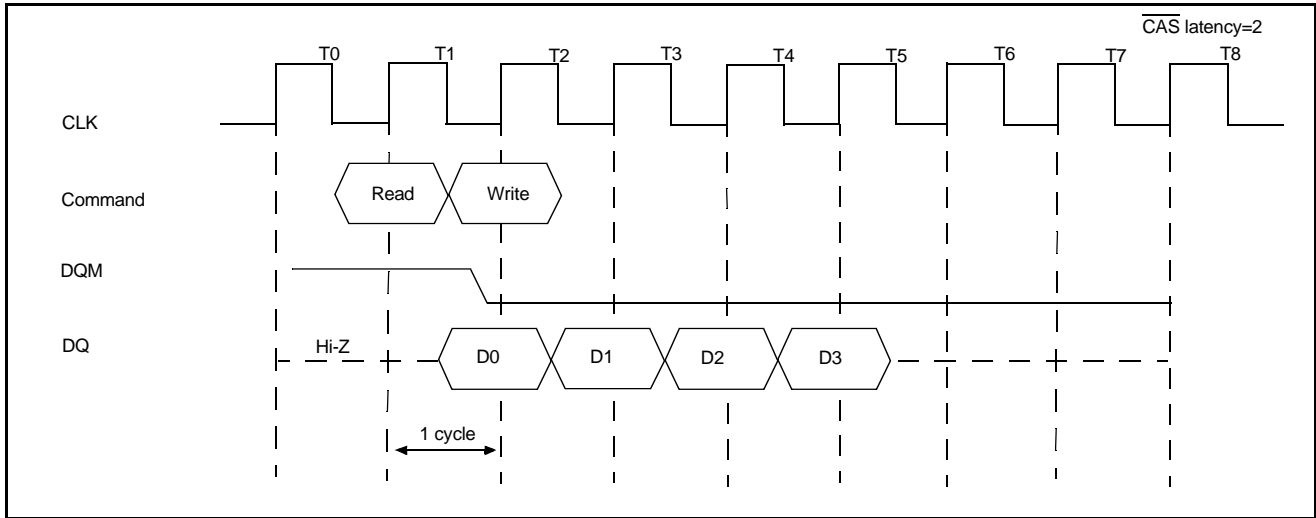 CAS latency=2
T0 T1 T2 T3 T4 T5 T6 T7 T8
CLK
Read Write
Command
DQM
DQ
Hi-Z D0 D1 D2 D3
1 cycle